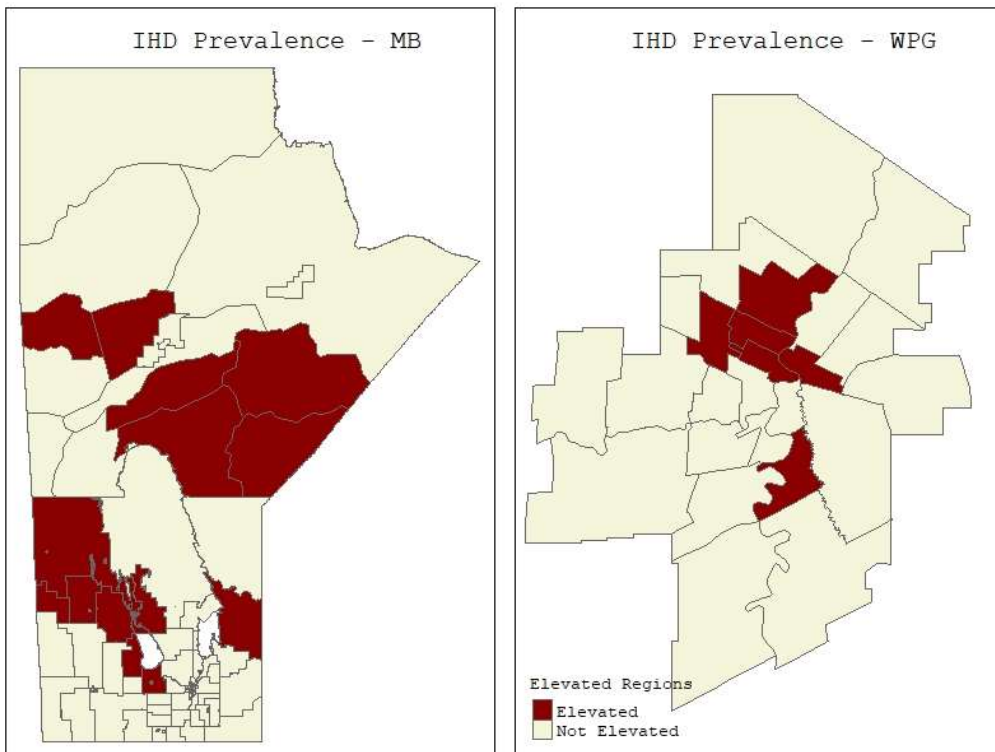 IHD Prevalence - MB
IHD Prevalence - WPG
Elevated Regions
Elevated
Not Elevated